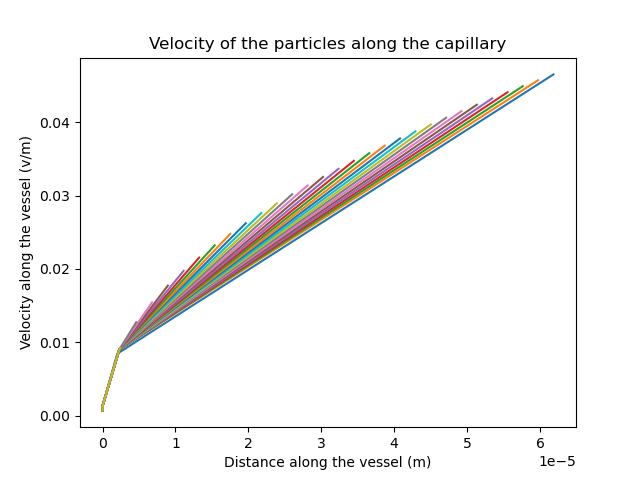 Velocity of the particles along the capillary
Velocity along the vessel (v/m)
0.04
0.03
0.02
0.01
0.00
0 1 2 3 4 5 6
1e−5
Distance along the vessel (m)